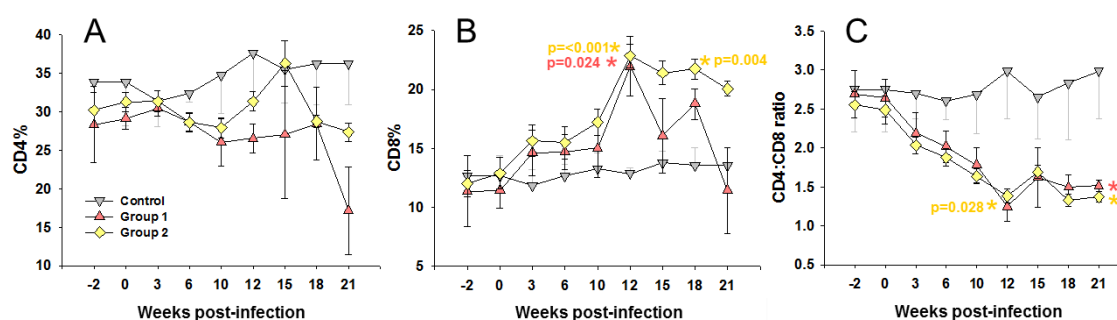 A
CD4%
40
35
30
25
20
15
10
Control
Group 1
Group 2
-2 0 3 6 10 12 15 18 21
Weeks post-infection
B
CD8%
25
20
15
10
5
p=<0.001*
p=0.024 *
* p=0.004
-2 0 3 6 10 12 15 18 21
Weeks post-infection
C
CD4:CD8 ratio
3.5
3.0
2.5
2.0
1.5
1.0
0.5
p=0.028 *
*
*
-2 0 3 6 10 12 15 18 21
Weeks post-infection